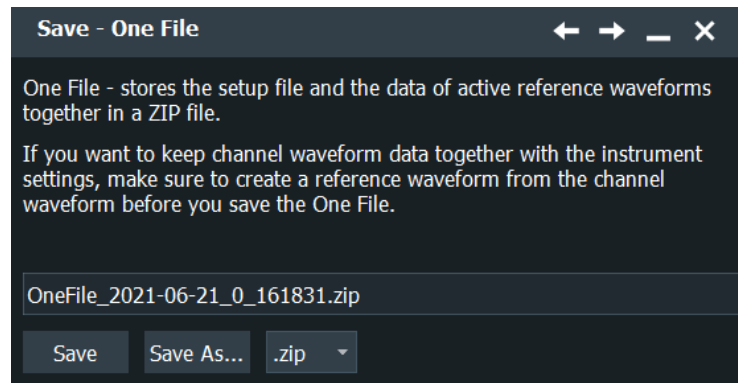 Save - One File
One File - stores the setup file and the data of active reference waveforms
together in a ZIP file.
If you want to keep channel waveform data together with the instrument
settings, make sure to create a reference waveform from the channel
waveform before you save the One File.
OneFile_2021-06-21_0_161831.zip
Save Save As... .zip